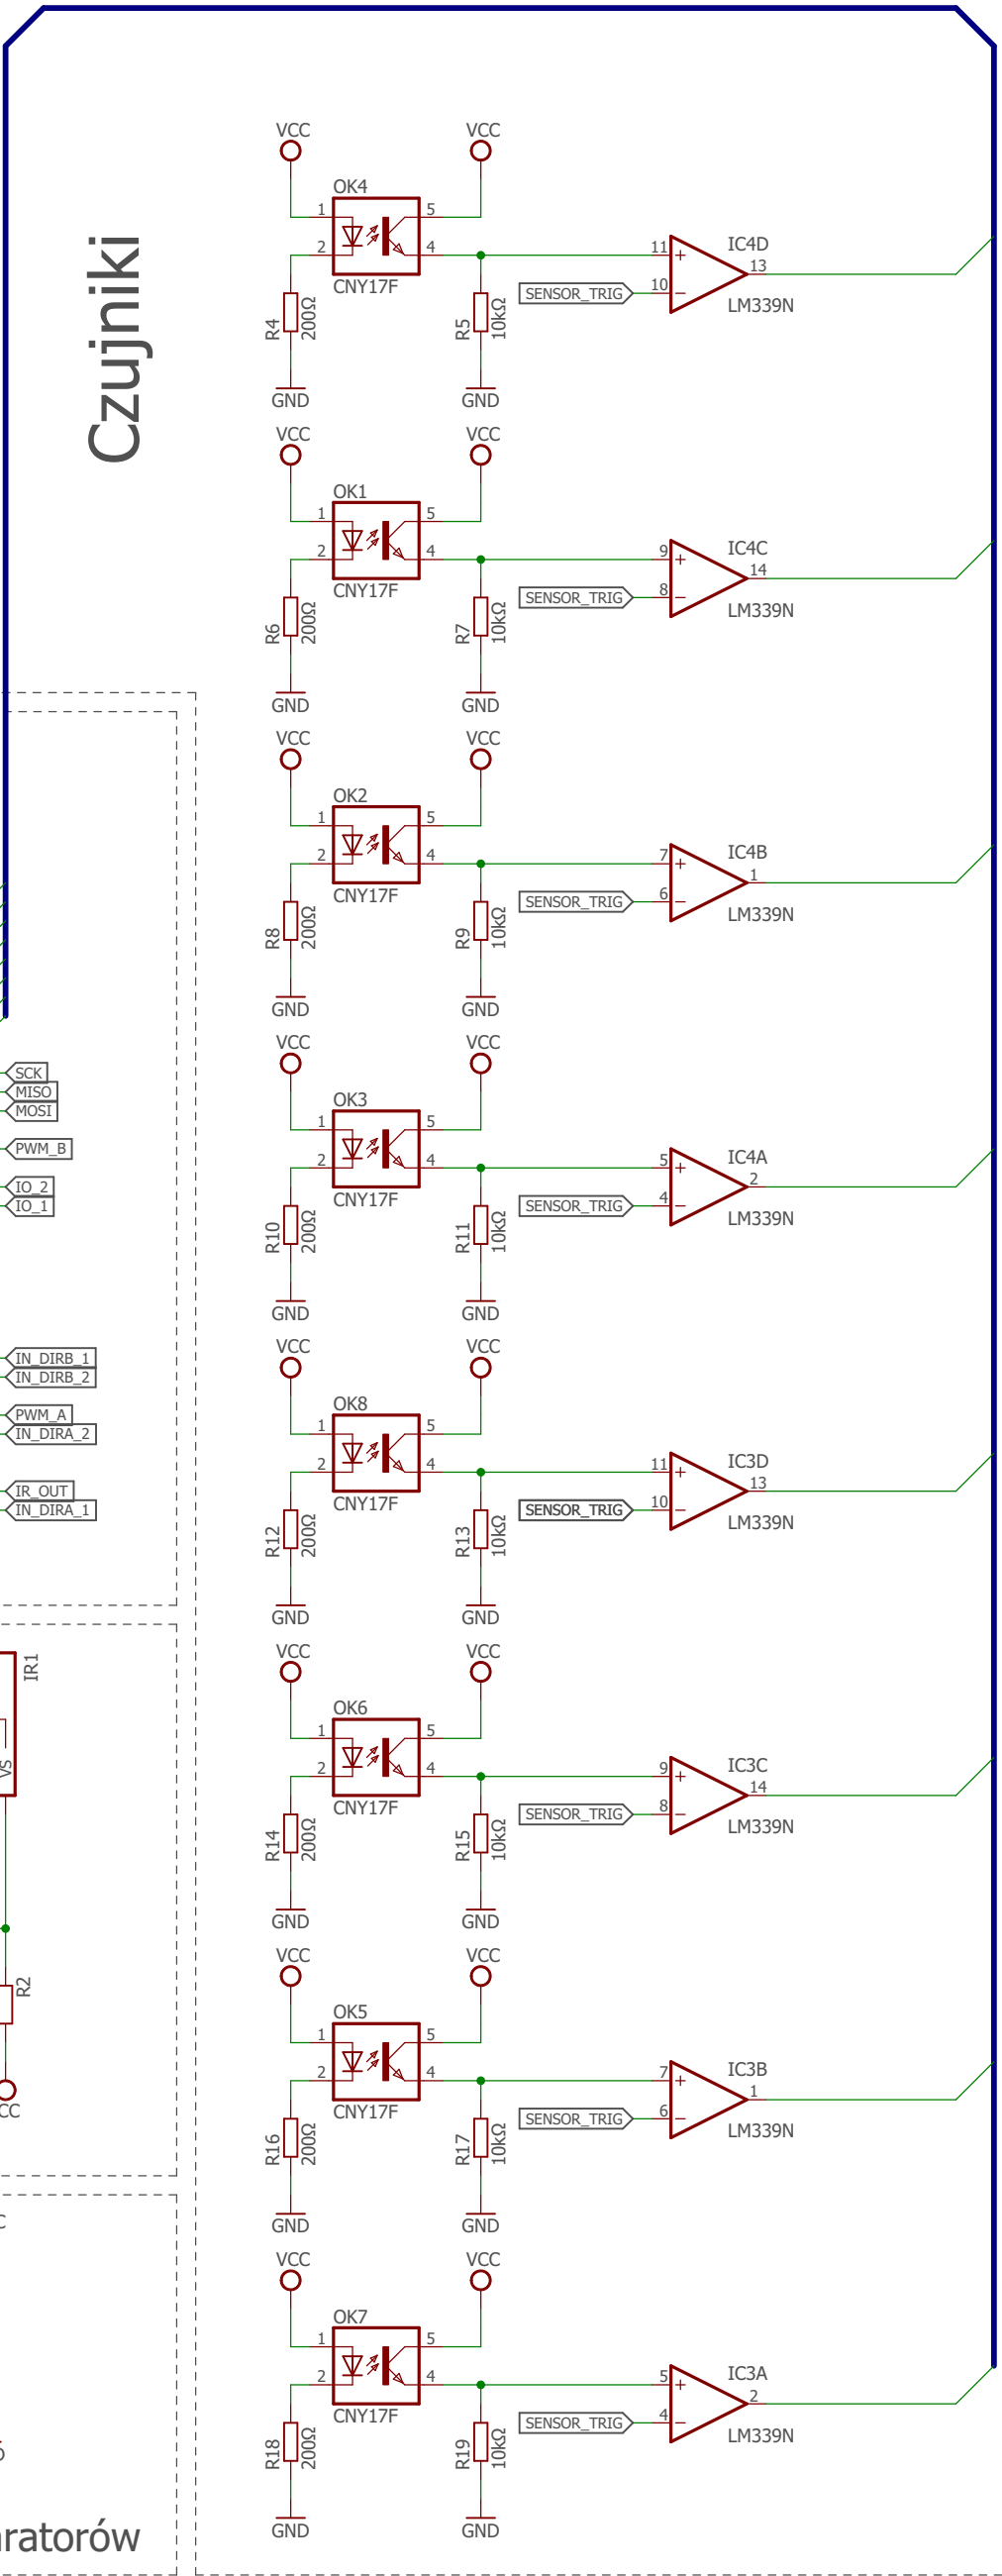 Czujniki
VCC
VCC
OK4
1
5
2
4
CNY17F
R4
200Ω
R5
10kΩ
GND
GND
SENSOR_TRIG
11
10
13
IC4D
LM339N
VCC
VCC
OK1
1
5
2
4
CNY17F
R6
200Ω
R7
10kΩ
GND
GND
SENSOR_TRIG
9
8
14
IC4C
LM339N
VCC
VCC
OK2
1
5
2
4
CNY17F
R8
200Ω
R9
10kΩ
GND
GND
SENSOR_TRIG
7
6
1
IC4B
LM339N
VCC
VCC
OK3
1
5
2
4
CNY17F
R10
200Ω
R11
10kΩ
GND
GND
SENSOR_TRIG
5
4
2
IC4A
LM339N
VCC
VCC
OK8
1
5
2
4
CNY17F
R12
200Ω
R13
10kΩ
GND
GND
SENSOR_TRIG
11
10
13
IC3D
LM339N
VCC
VCC
OK6
1
5
2
4
CNY17F
R14
200Ω
R15
10kΩ
GND
GND
SENSOR_TRIG
9
8
14
IC3C
LM339N
VCC
VCC
OK5
1
5
2
4
CNY17F
R16
200Ω
R17
10kΩ
GND
GND
SENSOR_TRIG
7
6
1
IC3B
LM339N
VCC
VCC
OK7
1
5
2
4
CNY17F
R18
200Ω
R19
10kΩ
GND
GND
SENSOR_TRIG
5
4
2
IC3A
LM339N
SCK
MISO
MOSI
PWM_B
IO_2
IO_1
IN_DIRB_1
IN_DIRB_2
PWM_A
IN_DIRA_2
IR_OUT
IN_DIRA_1
IR1
VS
R2
CC
ratorów